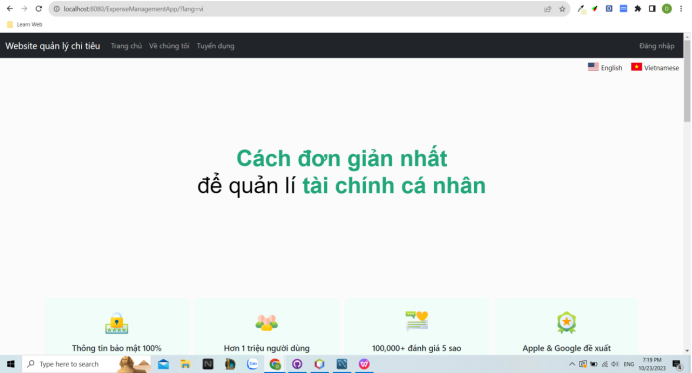 localhost:8080/ExpenseManagementApp/?lang=vi
Learn Web
Website quản lý chi tiêu Trang chủ Về chúng tôi Tuyển dụng Đăng nhập
English Vietnamese
Cách đơn giản nhất
để quản lí tài chính cá nhân
Thông tin bảo mật 100% Hơn 1 triệu người dùng 100,000+ đánh giá 5 sao Apple & Google đề xuất
Type here to search ENG 7:19 PM
10/23/2023